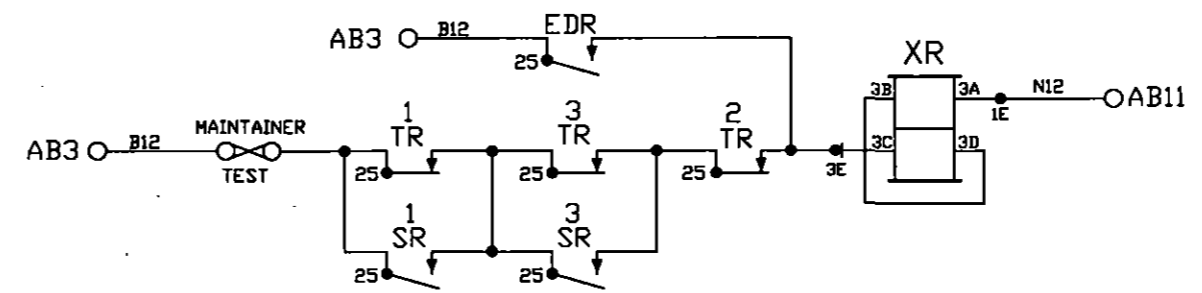 AB3 B12 EDR
25
XR
3B 3A N12 AB11
1E
1 3 2
AB3 B12 MAINTAINER TR TR TR
TEST 25 25 25 3E 3C 3D
1 3
SR SR
25 25